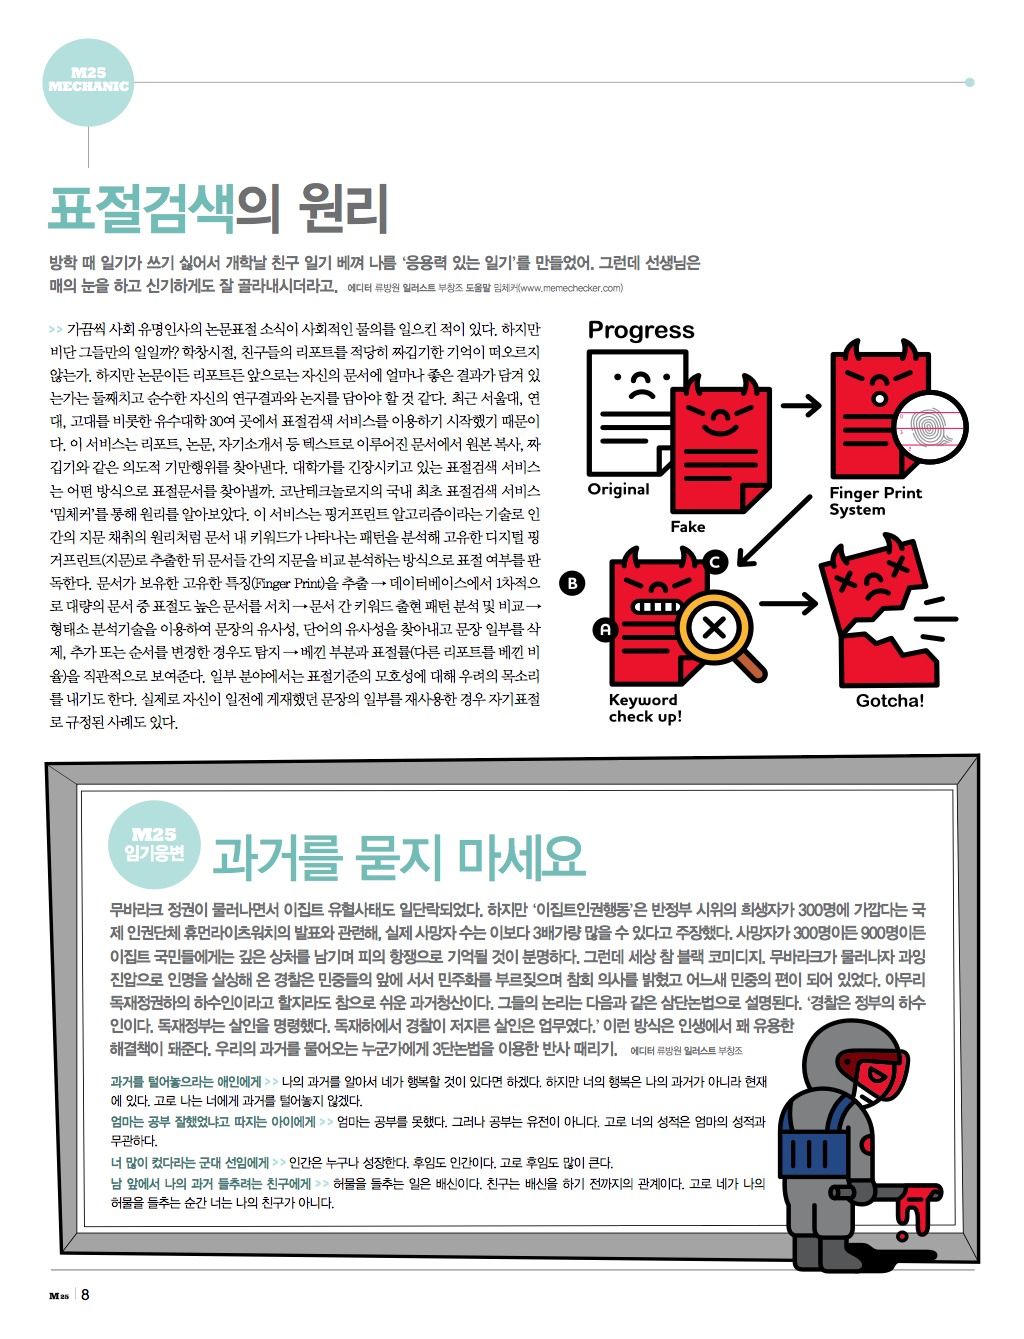 M25
MECHANIC
표절검색의 원리
방학 때 일기가 쓰기 싫어서 개학날 친구 일기 베껴 나름 ‘응용력 있는 일기’를 만들었어. 그런데 선생님은
매의 눈을 하고 신기하게도 잘 골라내시더라고. 에디터 류방원 일러스트 부창조 도움말 밈체커(www.memechecker.com)
>> 가끔씩 사회 유명인사의 논문표절 소식이 사회적인 물의를 일으킨 적이 있다. 하지만
비단 그들만의 일일까? 학창시절, 친구들의 리포트를 적당히 짜깁기한 기억이 떠오르지
않는가. 하지만 논문이든 리포트든 앞으로는 자신의 문서에 얼마나 좋은 결과가 담겨 있
는가는 둘째치고 순수한 자신의 연구결과와 논지를 담아야 할 것 같다. 최근 서울대, 연
대, 고대를 비롯한 유수대학 30여 곳에서 표절검색 서비스를 이용하기 시작했기 때문이
다. 이 서비스는 리포트, 논문, 자기소개서 등 텍스트로 이루어진 문서에서 원본 복사, 짜
깁기와 같은 의도적 기만행위를 찾아낸다. 대학가를 긴장시키고 있는 표절검색 서비스
는 어떤 방식으로 표절문서를 찾아낼까. 코난테크놀로지의 국내 최초 표절검색 서비스
‘밈체커’를 통해 원리를 알아보았다. 이 서비스는 핑거프린트 알고리즘이라는 기술로 인
간의 지문 채취의 원리처럼 문서 내 키워드가 나타나는 패턴을 분석해 고유한 디지털 핑
거프린트(지문)로 추출한 뒤 문서들 간의 지문을 비교 분석하는 방식으로 표절 여부를 판
독한다. 문서가 보유한 고유한 특징(Finger Print)을 추출 → 데이터베이스에서 1차적으
로 대량의 문서 중 표절도 높은 문서를 서치 → 문서 간 키워드 출현 패턴 분석 및 비교 →
형태소 분석기술을 이용하여 문장의 유사성, 단어의 유사성을 찾아내고 문장 일부를 삭
제, 추가 또는 순서를 변경한 경우도 탐지 → 베낀 부분과 표절률(다른 리포트를 베낀 비
율)을 직관적으로 보여준다. 일부 분야에서는 표절기준의 모호성에 대해 우려의 목소리
를 내기도 한다. 실제로 자신이 일전에 게재했던 문장의 일부를 재사용한 경우 자기표절
로 규정된 사례도 있다.
Progress
Original
Fake
Finger Print
System
B
C
A
Keyword
check up!
Gotcha!
M25
임기응변
과거를 묻지 마세요
무바라크 정권이 물러나면서 이집트 유혈사태도 일단락되었다. 하지만 ‘이집트인권행동’은 반정부 시위의 희생자가 300명에 가깝다는 국
제 인권단체 휴먼라이츠워치의 발표와 관련해, 실제 사망자 수는 이보다 3배가량 많을 수 있다고 주장했다. 사망자가 300명이든 900명이든
이집트 국민들에게는 깊은 상처를 남기며 피의 항쟁으로 기억될 것이 분명하다. 그런데 세상 참 블랙 코미디지. 무바라크가 물러나자 과잉
진압으로 인명을 살상해 온 경찰은 민중들의 앞에 서서 민주화를 부르짖으며 참회 의사를 밝혔고 어느새 민중의 편이 되어 있었다. 아무리
독재정권하의 하수인이라고 할지라도 참으로 쉬운 과거청산이다. 그들의 논리는 다음과 같은 삼단논법으로 설명된다. ‘경찰은 정부의 하수
인이다. 독재정부는 살인을 명령했다. 독재하에서 경찰이 저지른 살인은 업무였다.’ 이런 방식은 인생에서 꽤 유용한
해결책이 돼준다. 우리의 과거를 물어오는 누군가에게 3단논법을 이용한 반사 때리기. 에디터 류방원 일러스트 부창조
과거를 털어놓으라는 애인에게 >> 나의 과거를 알아서 네가 행복할 것이 있다면 하겠다. 하지만 너의 행복은 나의 과거가 아니라 현재
에 있다. 고로 나는 너에게 과거를 털어놓지 않겠다.
엄마는 공부 잘했었냐고 따지는 아이에게 >> 엄마는 공부를 못했다. 그러나 공부는 유전이 아니다. 고로 너의 성적은 엄마의 성적과
무관하다.
너 많이 컸다라는 군대 선임에게 >> 인간은 누구나 성장한다. 후임도 인간이다. 고로 후임도 많이 큰다.
남 앞에서 나의 과거 들추려는 친구에게 >> 허물을 들추는 일은 배신이다. 친구는 배신을 하기 전까지의 관계이다. 고로 네가 나의
허물을 들추는 순간 너는 나의 친구가 아니다.
M25 | 8